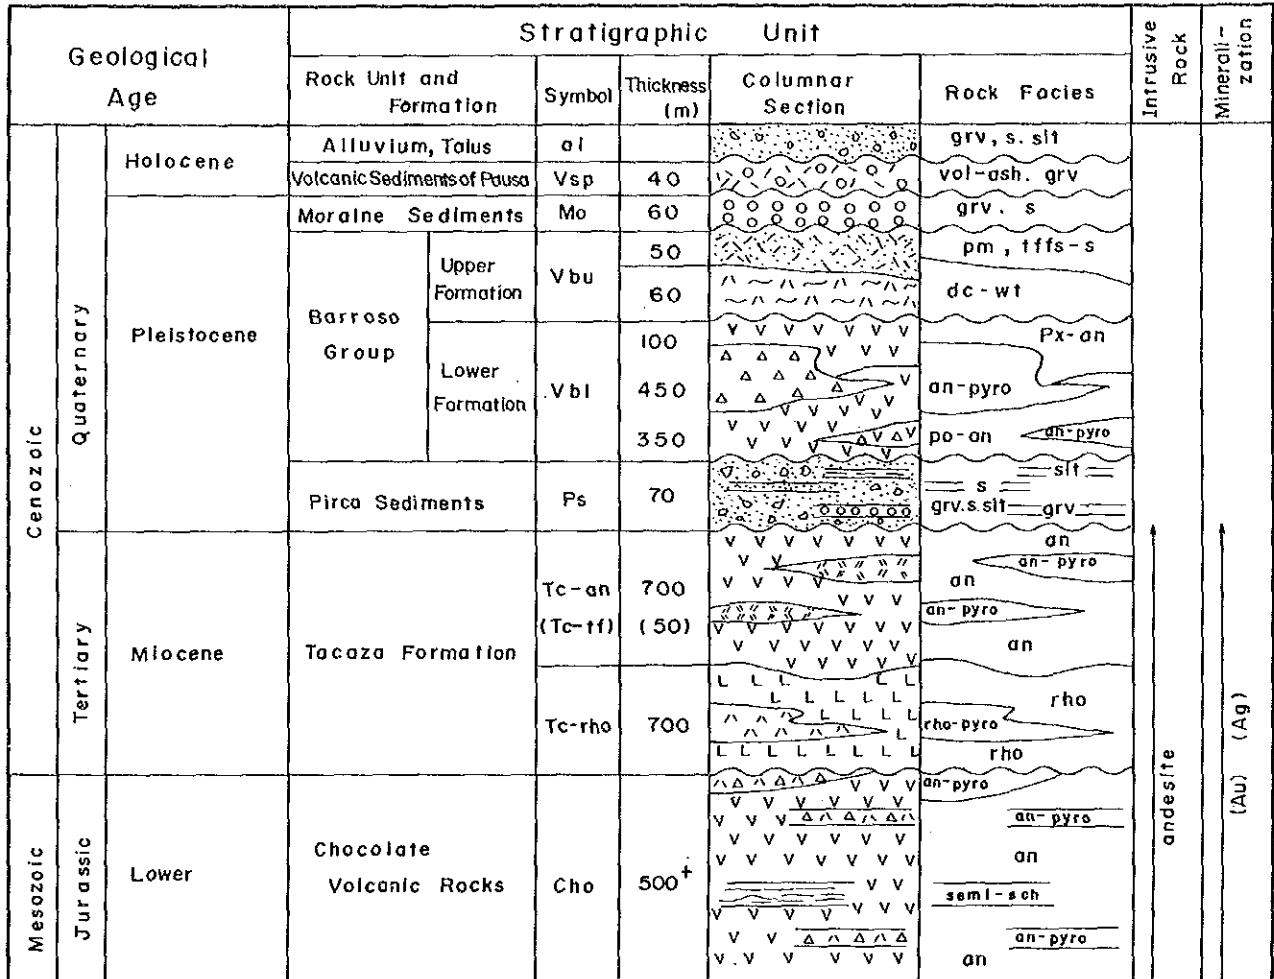 Geological
Age
Stratigraphic Unit
Intrusive
Rock
Minerali-
zation
Rock Unit and
Formation
Symbol
Thickness
(m)
Columnar
Section
Rock Facies
Cenozoic
Quaternary
Holocene
Alluvium, Talus
al
grv, s. slt
Volcanic Sediments of Pausa
Vsp
40
vol-ash. grv
Pleistocene
Moraine Sediments
Mo
60
grv. s
Barroso
Group
Upper
Formation
Vbu
50
pm, tffs-s
60
dc-wt
Lower
Formation
Vbl
100
Px-an
450
an-pyro
350
po-an
an-pyro
Pirca Sediments
Ps
70
slt
s
grv.s.slt
grv
Tertiary
Miocene
Tacaza Formation
Tc-an
(Tc-tf)
700
(50)
an
an-pyro
an
an-pyro
an
Tc-rho
700
rho
rho-pyro
rho
Mesozoic
Jurassic
Lower
Chocolate
Volcanic Rocks
Cho
500+
an-pyro
an-pyro
an
semi-sch
an-pyro
an
andesite
(Au) (Ag)